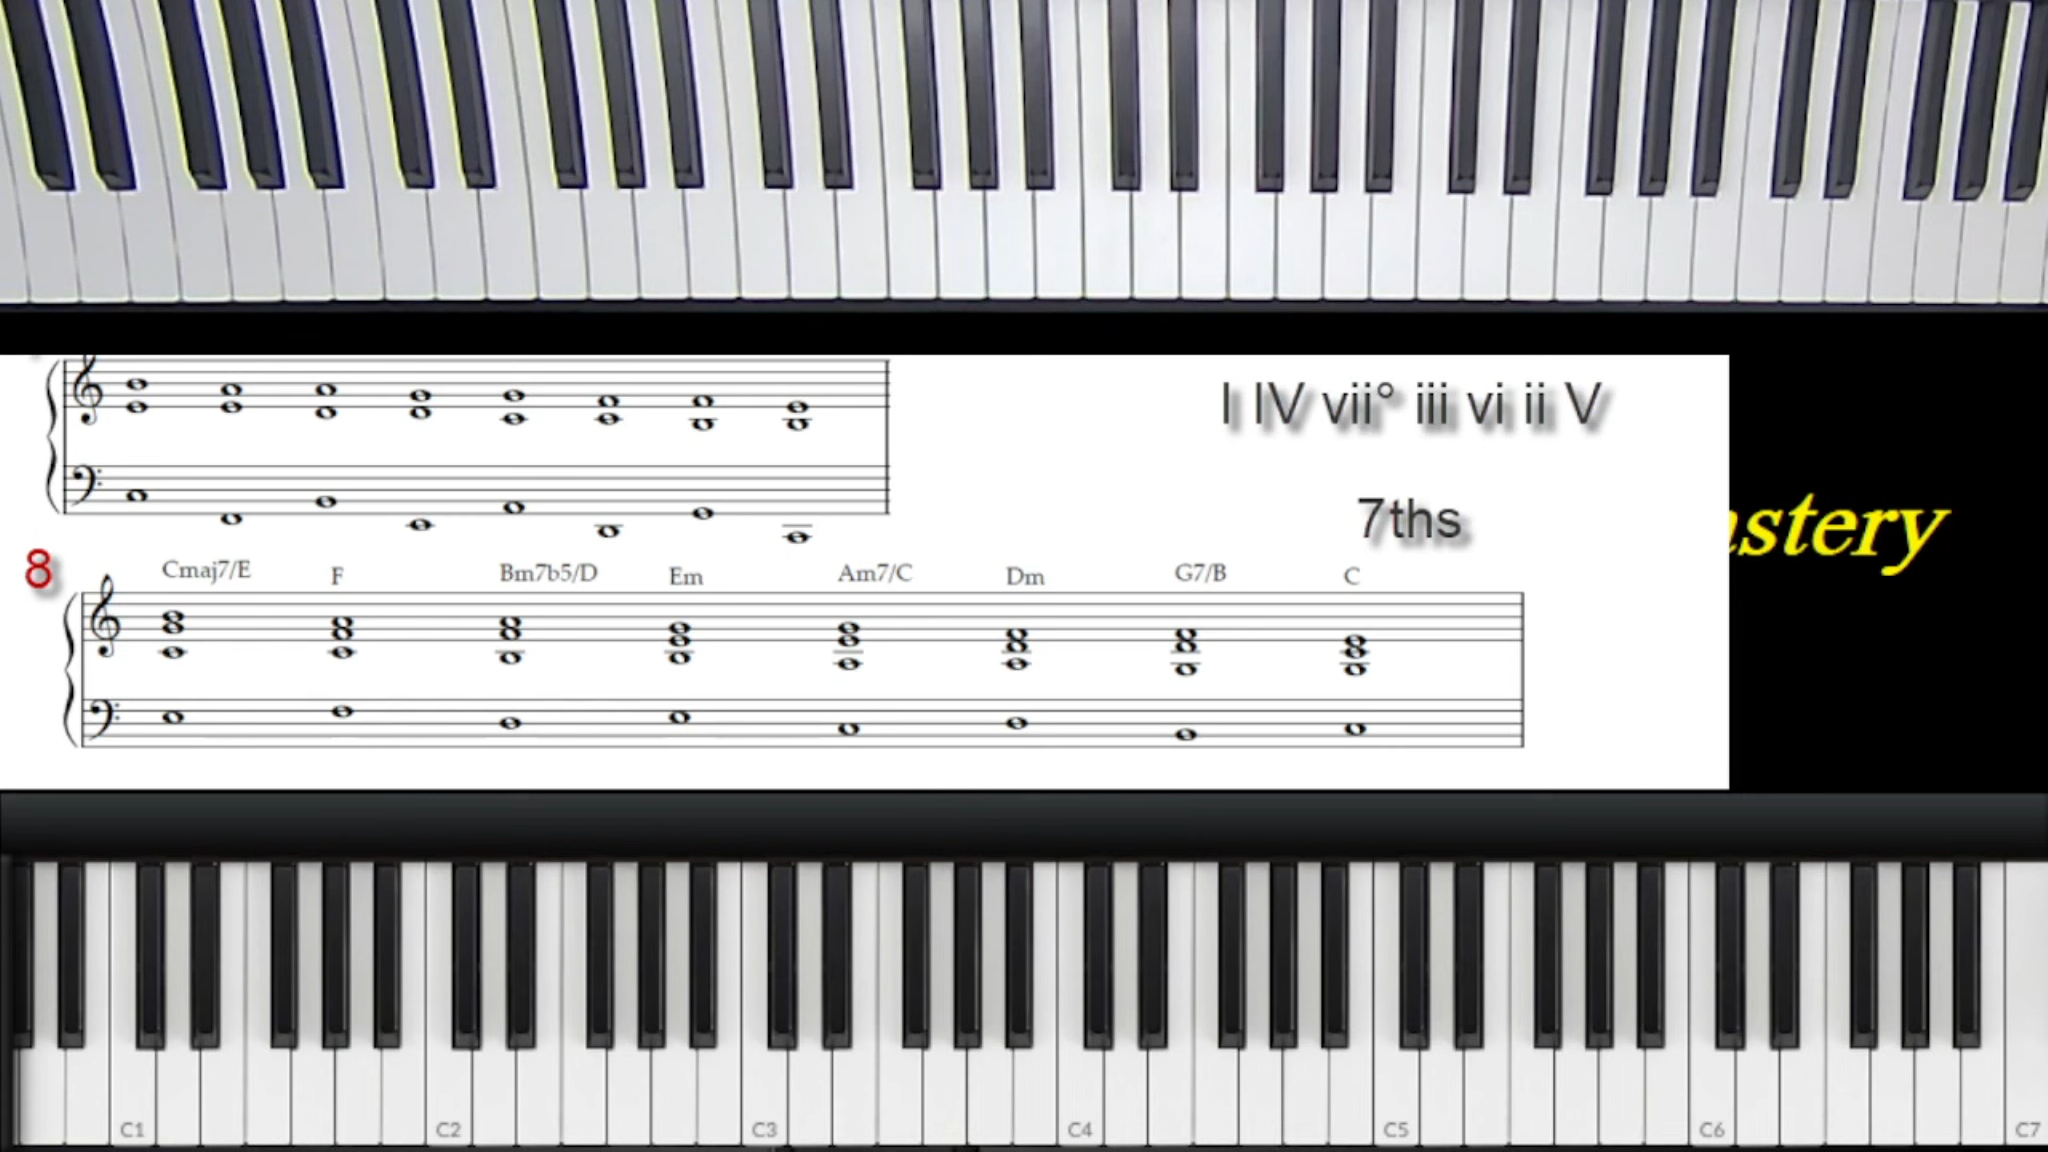 I IV vii° iii vi ii V
7ths
stery
8
Cmaj7/E F Bm7b5/D Em Am7/C Dm G7/B C
C1 C2 C3 C4 C5 C6 C7